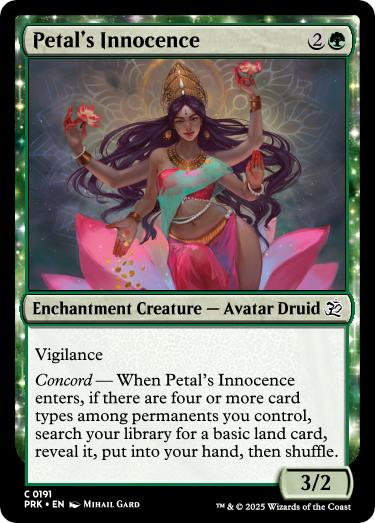 Petal's Innocence 2
Enchantment Creature — Avatar Druid
Vigilance
Concord — When Petal's Innocence
enters, if there are four or more card
types among permanents you control,
search your library for a basic land card,
reveal it, put into your hand, then shuffle.
3/2
C 0191
PRK • EN Mihail Gard
™ & © 2025 Wizards of the Coast